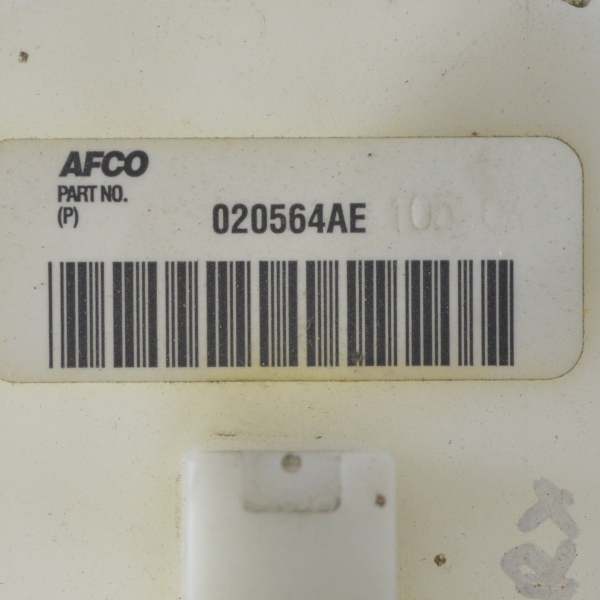 AFCO
PART NO.
(P)
020564AE